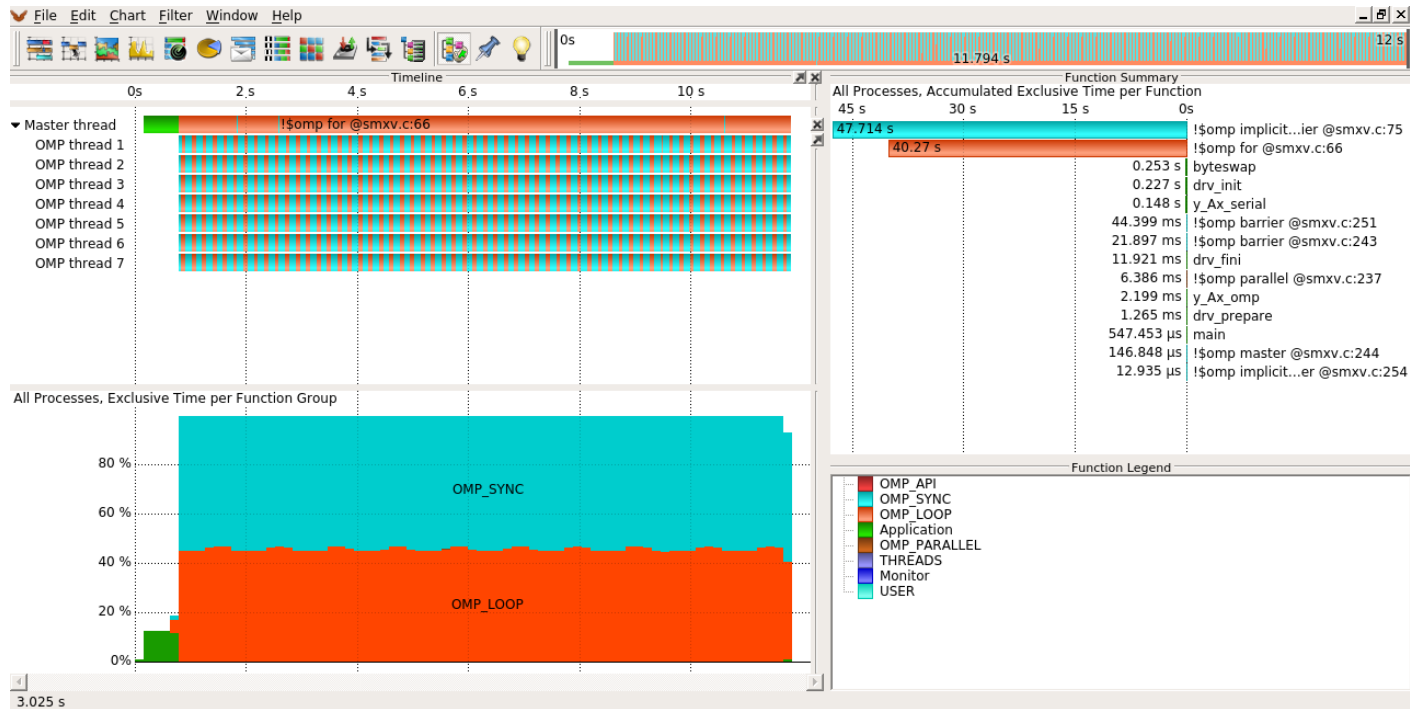 File Edit Chart Filter Window Help
0s 12 s
11.794 s
Timeline
0s 2 s 4 s 6 s 8 s 10 s
Master thread
!$omp for @smxv.c:66
OMP thread 1
OMP thread 2
OMP thread 3
OMP thread 4
OMP thread 5
OMP thread 6
OMP thread 7
All Processes, Exclusive Time per Function Group
80 %
60 %
40 %
20 %
0%
OMP_SYNC
OMP_LOOP
Function Summary
All Processes, Accumulated Exclusive Time per Function
45 s 30 s 15 s 0s
47.714 s !$omp implicit...ier @smxv.c:75
40.27 s !$omp for @smxv.c:66
0.253 s byteswap
0.227 s drv_init
0.148 s y_Ax_serial
44.399 ms !$omp barrier @smxv.c:251
21.897 ms !$omp barrier @smxv.c:243
11.921 ms drv_fini
6.386 ms !$omp parallel @smxv.c:237
2.199 ms y_Ax_omp
1.265 ms drv_prepare
547.453 µs main
146.848 µs !$omp master @smxv.c:244
12.935 µs !$omp implicit...er @smxv.c:254
Function Legend
OMP_API
OMP_SYNC
OMP_LOOP
Application
OMP_PARALLEL
THREADS
Monitor
USER
3.025 s